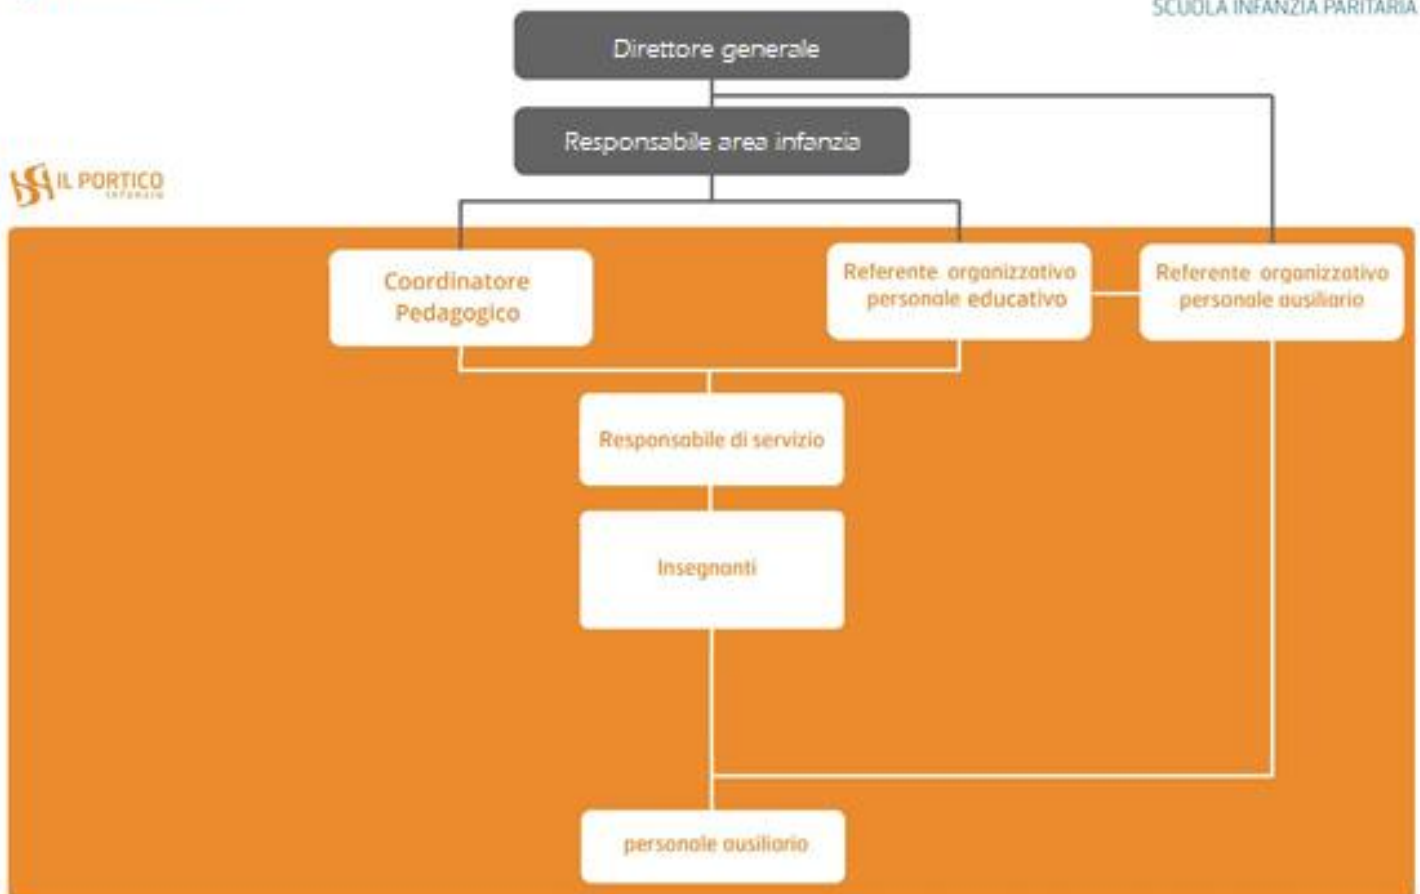 SCUOLA INFANZIA PARITARIA
Direttore generale
Responsabile area infanzia
IL PORTICO
INFANZIA
Coordinatore
Pedagogico
Referente organizzativo
personale educativo
Referente organizzativo
personale ausiliario
Responsabile di servizio
Insegnanti
personale ausiliario